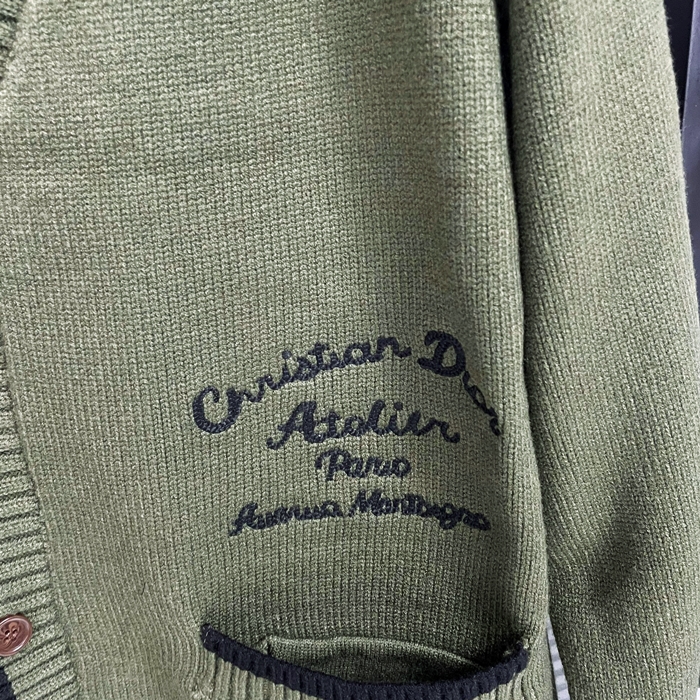 Christian Dior
Atelier
Paris
Avenue Montaigne